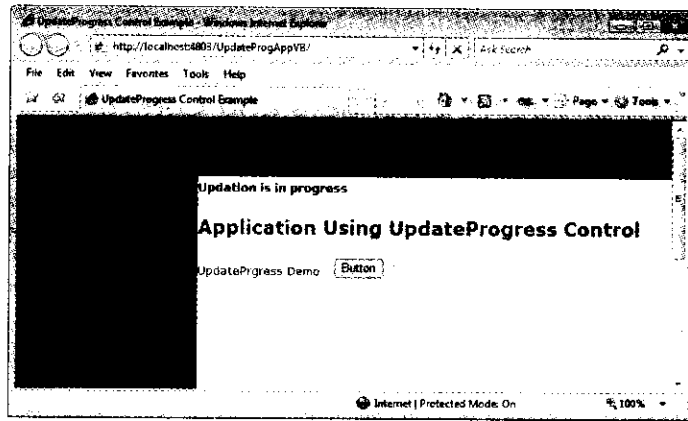 UpdateProgress Control Example - Windows Internet Explorer
http://localhost:4803/UpdateProgAppVB/
Ask Search
File Edit View Favorites Tools Help
UpdateProgress Control Example
Page Tools
Updation is in progress
Application Using UpdateProgress Control
UpdatePrgress Demo Button
Internet | Protected Mode: On
100%